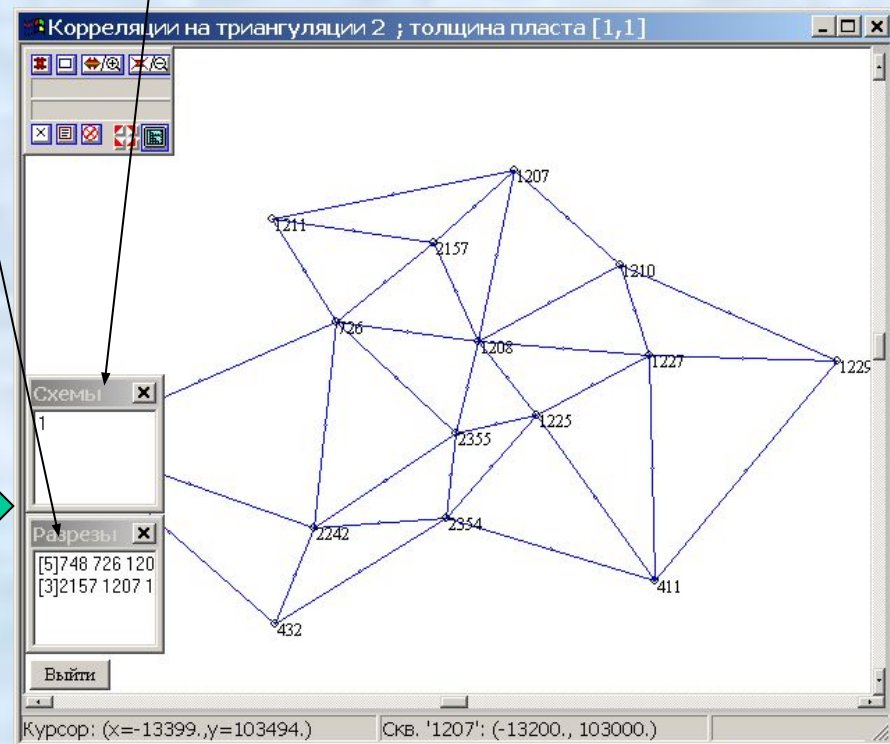 Корреляции на триангуляции 2 ; толщина пласта [1,1]
1207
1211
2157
1210
726
1208
1227
1229
Схемы
1
1225
2355
2354
2242
Разрезы
[5]748 726 120
[3]2157 1207 1
411
432
Выйти
Курсор: (x=-13399.,y=103494.)
Скв. '1207': (-13200., 103000.)